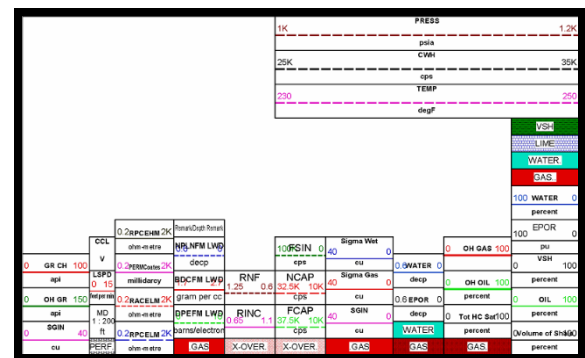 PRESS
1K 1.2K
psia
CWH
25K 35K
cps
TEMP
230 250
degF
VSH
LIME
WATER.
GAS.
100 WATER 0
percent
100 EPOR 0
pu
0 VSH 100
percent
0 OIL 100
percent
0 Volume of Sh 100
percent
0.2 RPCEHM 2K
ohm-metre
0.2 PERMCoates 2K
millidarcy
0.2 RACELM 2K
ohm-metre
0.2 RPCELM 2K
ohm-metre
Remark/Depth Remark
NPLNFM LWD
decp
BDCFM LWD
gram per cc
DPEFM LWD
barns/electron
GAS
CCL
V
LSPD
0 15
feet per min
MD
1 : 200
ft
PERF
0 GR CH 100
api
0 OH GR 150
api
0 SGIN 40
cu
RNF
1.25 0.6
RINC
0.65 1.1
X-OVER.
100 FSIN 0
cps
NCAP
32.5K 10K
cps
FCAP
37.5K 10K
cps
X-OVER.
Sigma Wet
40 0
cu
Sigma Gas
40 0
cu
SGIN
40 0
cu
GAS
0.6 WATER 0
decp
0.6 EPOR 0
decp
WATER
GAS
0 OH GAS 100
percent
0 OH OIL 100
percent
0 Tot HC Sat 100
percent